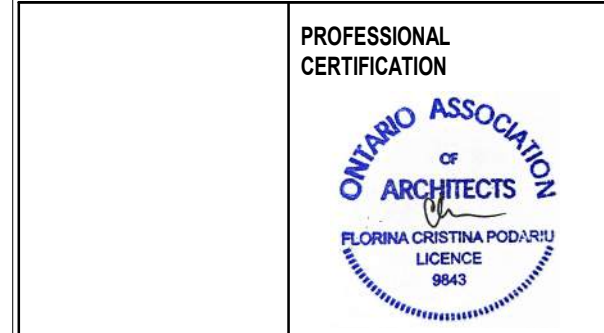 PROFESSIONAL
CERTIFICATION
ONTARIO ASSOCIATION
OF
ARCHITECTS
FLORINA CRISTINA PODARIU
LICENCE
9843